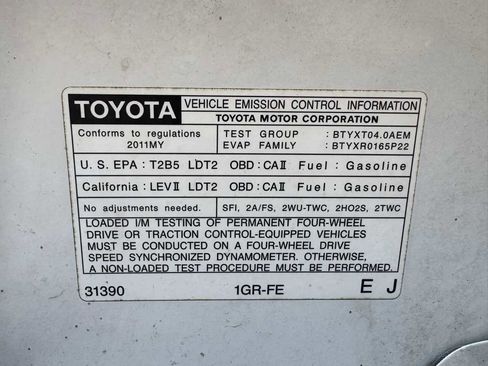 TOYOTA VEHICLE EMISSION CONTROL INFORMATION
TOYOTA MOTOR CORPORATION
Conforms to regulations
2011MY
TEST GROUP : BTYXT04.0AEM
EVAP FAMILY : BTYXR0165P22
U.S. EPA : T2B5 LDT2 OBD : CAⅡ Fuel : Gasoline
California : LEVⅡ LDT2 OBD : CAⅡ Fuel : Gasoline
No adjustments needed. SFI, 2A/FS, 2WU-TWC, 2HO2S, 2TWC
LOADED I/M TESTING OF PERMANENT FOUR-WHEEL
DRIVE OR TRACTION CONTROL-EQUIPPED VEHICLES
MUST BE CONDUCTED ON A FOUR-WHEEL DRIVE
SPEED SYNCHRONIZED DYNAMOMETER. OTHERWISE,
A NON-LOADED TEST PROCEDURE MUST BE PERFORMED.
31390 1GR-FE E J